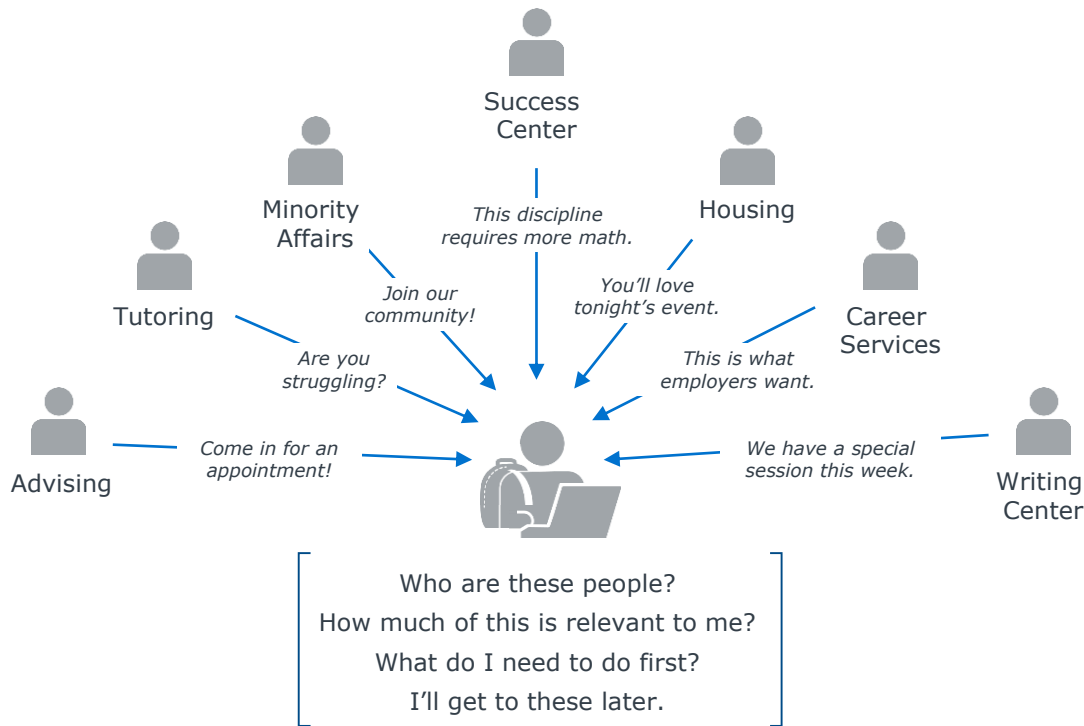 Success
Center
Minority
Affairs
This discipline
requires more math.
Housing
Tutoring
Join our
community!
You’ll love
tonight’s event.
Career
Services
Are you
struggling?
This is what
employers want.
Advising
Come in for an
appointment!
We have a special
session this week.
Writing
Center
Who are these people?
How much of this is relevant to me?
What do I need to do first?
I’ll get to these later.